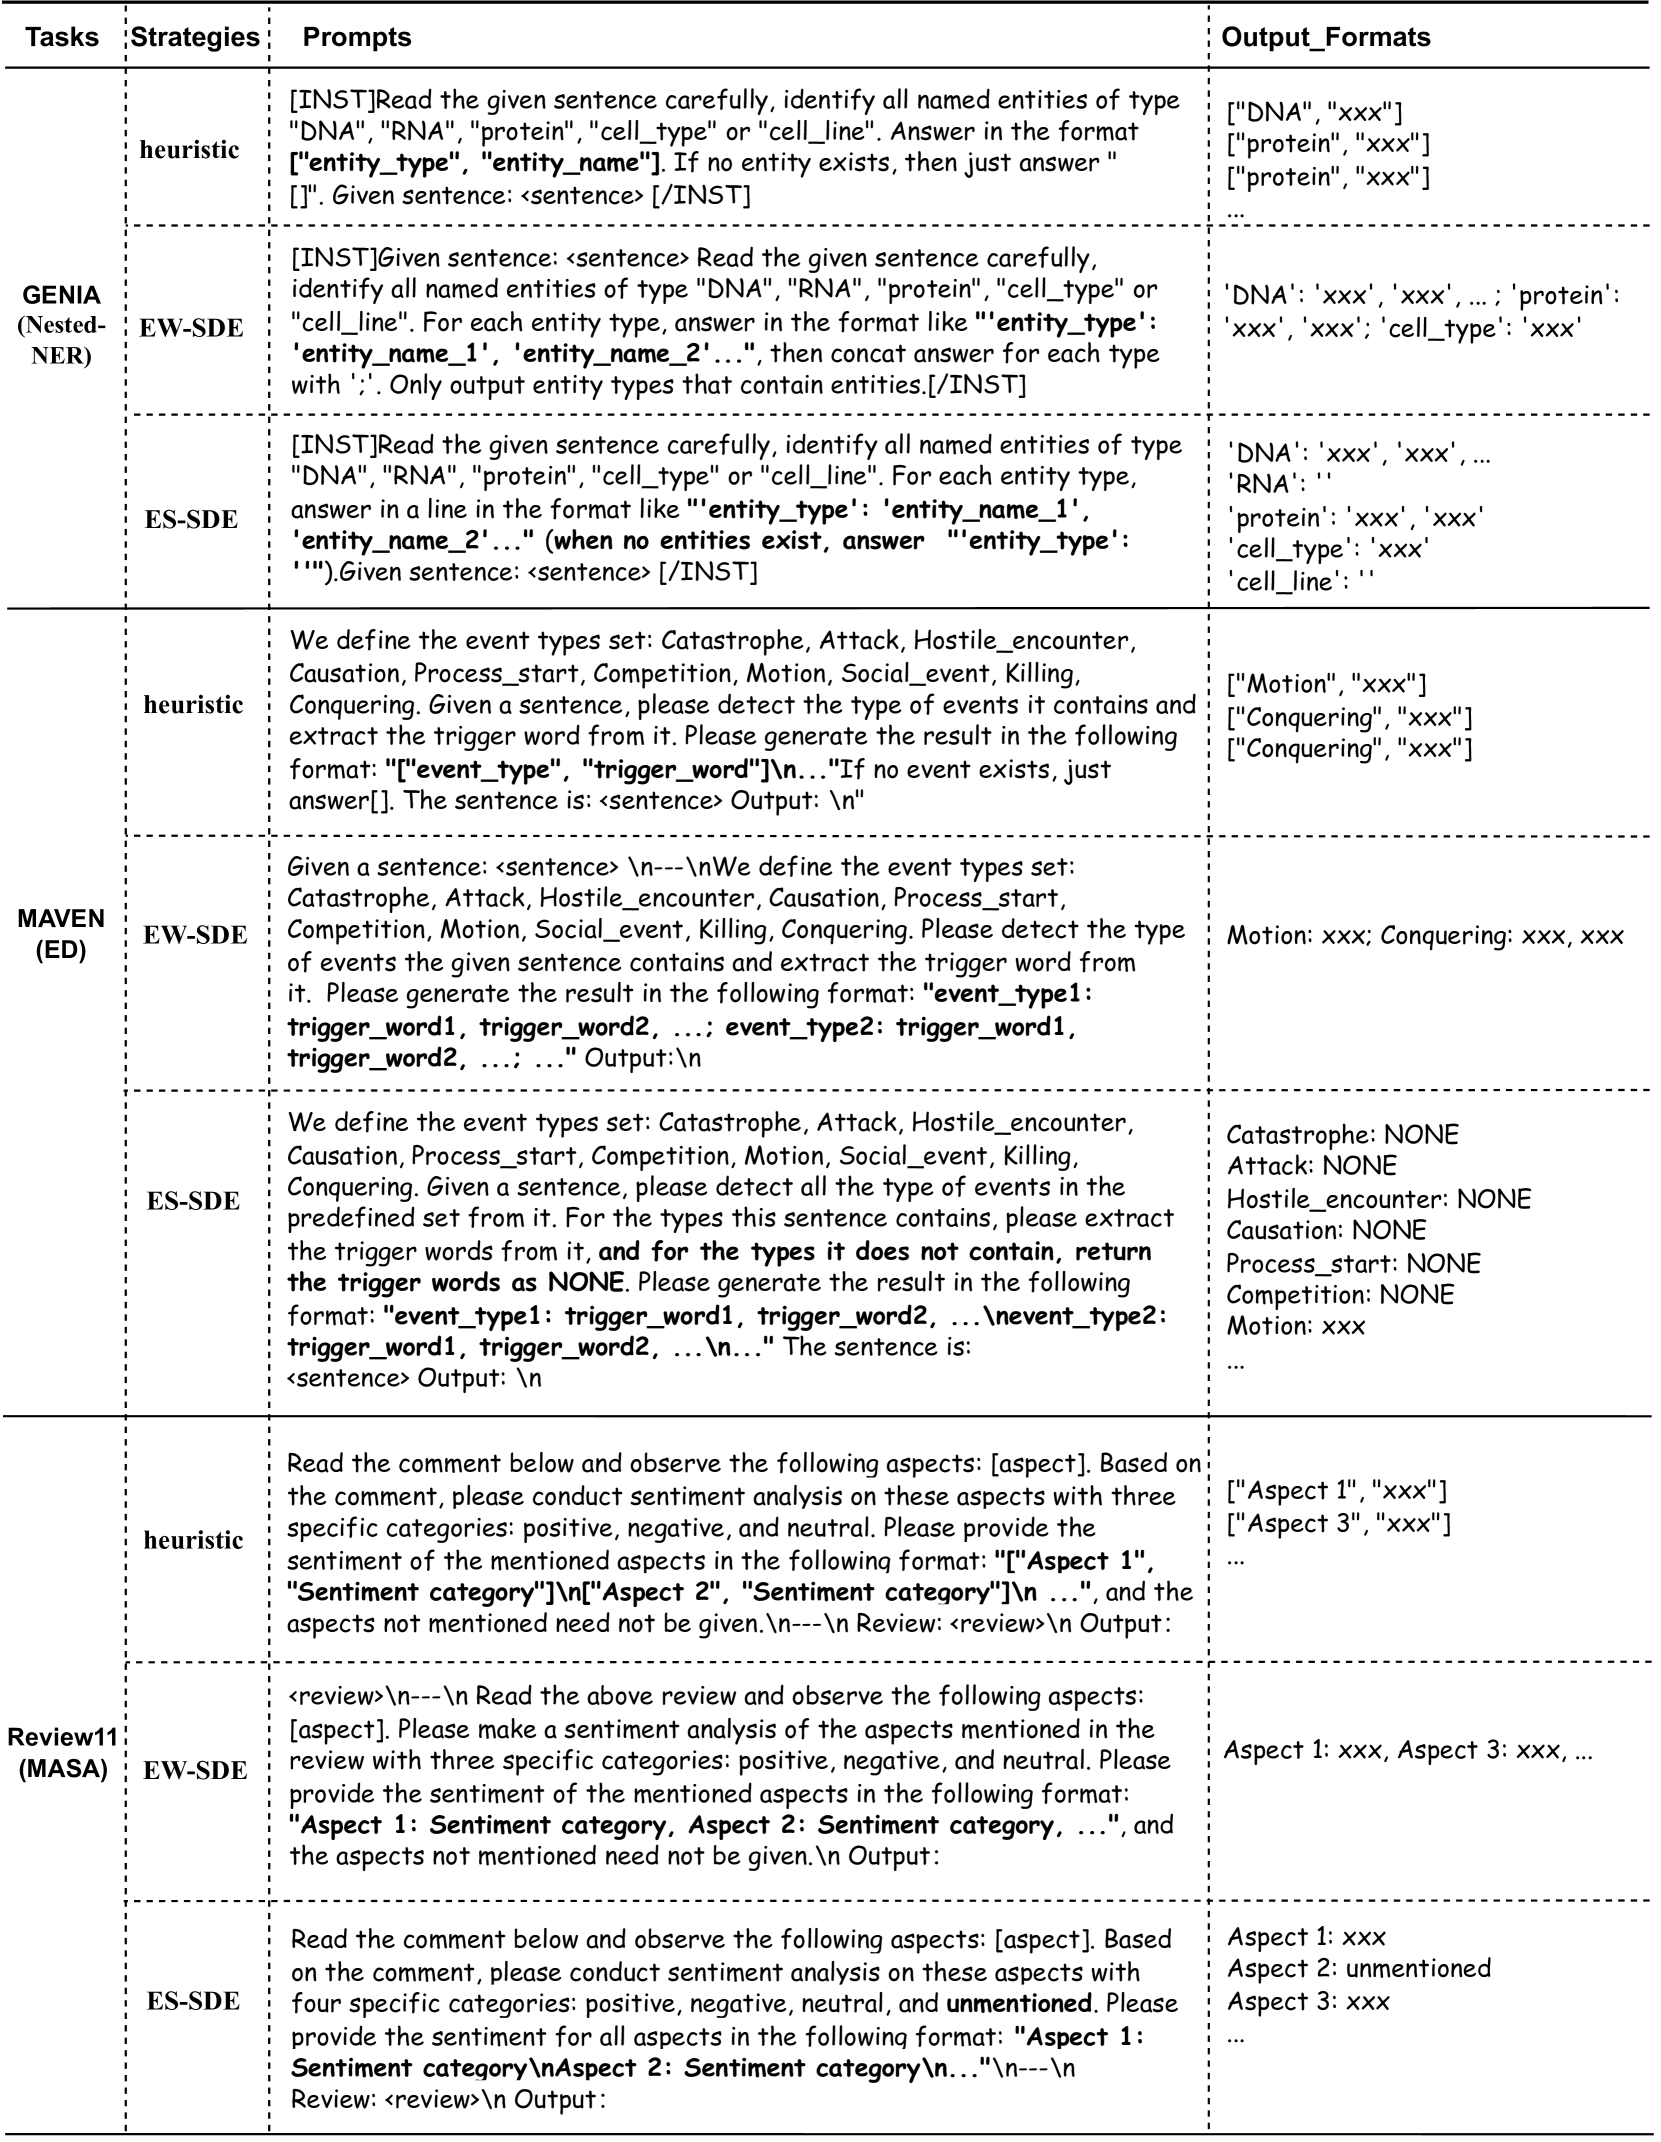 Tasks Strategies Prompts Output_Formats
GENIA
(Nested-
NER)
heuristic
[INST]Read the given sentence carefully, identify all named entities of type
"DNA", "RNA", "protein", "cell_type" or "cell_line". Answer in the format
["entity_type", "entity_name"]. If no entity exists, then just answer "
[]". Given sentence: <sentence> [/INST]
["DNA", "xxx"]
["protein", "xxx"]
["protein", "xxx"]
...
EW-SDE
[INST]Given sentence: <sentence> Read the given sentence carefully,
identify all named entities of type "DNA", "RNA", "protein", "cell_type" or
"cell_line". For each entity type, answer in the format like "'entity_type':
'entity_name_1', 'entity_name_2'...", then concat answer for each type
with ';'. Only output entity types that contain entities.[/INST]
'DNA': 'xxx', 'xxx', ... ; 'protein':
'xxx', 'xxx'; 'cell_type': 'xxx'
ES-SDE
[INST]Read the given sentence carefully, identify all named entities of type
"DNA", "RNA", "protein", "cell_type" or "cell_line". For each entity type,
answer in a line in the format like "'entity_type': 'entity_name_1',
'entity_name_2'..." (when no entities exist, answer "'entity_type':
''").Given sentence: <sentence> [/INST]
'DNA': 'xxx', 'xxx', ...
'RNA': ''
'protein': 'xxx', 'xxx'
'cell_type': 'xxx'
'cell_line': ''
MAVEN
(ED)
heuristic
We define the event types set: Catastrophe, Attack, Hostile_encounter,
Causation, Process_start, Competition, Motion, Social_event, Killing,
Conquering. Given a sentence, please detect the type of events it contains and
extract the trigger word from it. Please generate the result in the following
format: "["event_type", "trigger_word"]\n..."If no event exists, just
answer[]. The sentence is: <sentence> Output: \n"
["Motion", "xxx"]
["Conquering", "xxx"]
["Conquering", "xxx"]
EW-SDE
Given a sentence: <sentence> \n---\nWe define the event types set:
Catastrophe, Attack, Hostile_encounter, Causation, Process_start,
Competition, Motion, Social_event, Killing, Conquering. Please detect the type
of events the given sentence contains and extract the trigger word from
it. Please generate the result in the following format: "event_type1:
trigger_word1, trigger_word2, ...; event_type2: trigger_word1,
trigger_word2, ...; ..." Output:\n
Motion: xxx; Conquering: xxx, xxx
ES-SDE
We define the event types set: Catastrophe, Attack, Hostile_encounter,
Causation, Process_start, Competition, Motion, Social_event, Killing,
Conquering. Given a sentence, please detect all the type of events in the
predefined set from it. For the types this sentence contains, please extract
the trigger words from it, and for the types it does not contain, return
the trigger words as NONE. Please generate the result in the following
format: "event_type1: trigger_word1, trigger_word2, ...\nevent_type2:
trigger_word1, trigger_word2, ...\n..." The sentence is:
<sentence> Output: \n
Catastrophe: NONE
Attack: NONE
Hostile_encounter: NONE
Causation: NONE
Process_start: NONE
Competition: NONE
Motion: xxx
...
Review11
(MASA)
heuristic
Read the comment below and observe the following aspects: [aspect]. Based on
the comment, please conduct sentiment analysis on these aspects with three
specific categories: positive, negative, and neutral. Please provide the
sentiment of the mentioned aspects in the following format: "["Aspect 1",
"Sentiment category"]\n["Aspect 2", "Sentiment category"]\n ...", and the
aspects not mentioned need not be given.\n---\n Review: <review>\n Output:
["Aspect 1", "xxx"]
["Aspect 3", "xxx"]
...
EW-SDE
<review>\n---\n Read the above review and observe the following aspects:
[aspect]. Please make a sentiment analysis of the aspects mentioned in the
review with three specific categories: positive, negative, and neutral. Please
provide the sentiment of the mentioned aspects in the following format:
"Aspect 1: Sentiment category, Aspect 2: Sentiment category, ...", and
the aspects not mentioned need not be given.\n Output:
Aspect 1: xxx, Aspect 3: xxx, ...
ES-SDE
Read the comment below and observe the following aspects: [aspect]. Based
on the comment, please conduct sentiment analysis on these aspects with
four specific categories: positive, negative, neutral, and unmentioned. Please
provide the sentiment for all aspects in the following format: "Aspect 1:
Sentiment category\nAspect 2: Sentiment category\n..."\n---\n
Review: <review>\n Output:
Aspect 1: xxx
Aspect 2: unmentioned
Aspect 3: xxx
...